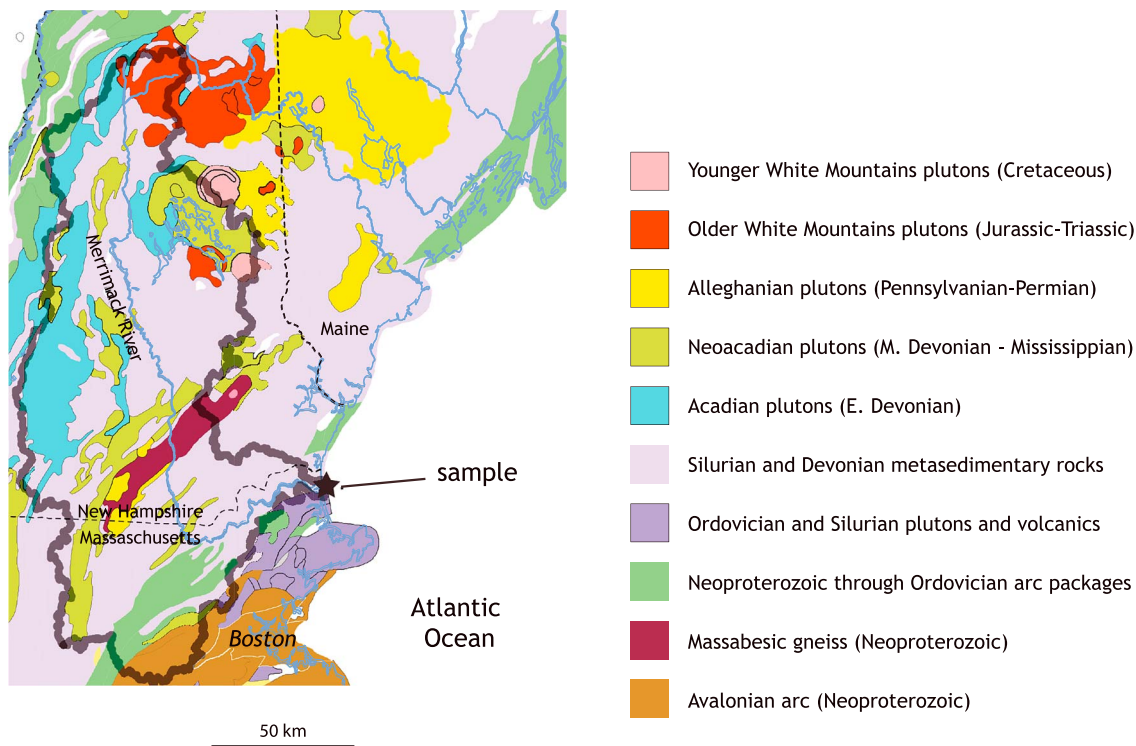 Merrimack River
Maine
sample
New Hampshire
Massaschusetts
Atlantic
Ocean
Boston
50 km
Younger White Mountains plutons (Cretaceous)
Older White Mountains plutons (Jurassic-Triassic)
Alleghanian plutons (Pennsylvanian-Permian)
Neoacadian plutons (M. Devonian - Mississippian)
Acadian plutons (E. Devonian)
Silurian and Devonian metasedimentary rocks
Ordovician and Silurian plutons and volcanics
Neoproterozoic through Ordovician arc packages
Massabesic gneiss (Neoproterozoic)
Avalonian arc (Neoproterozoic)